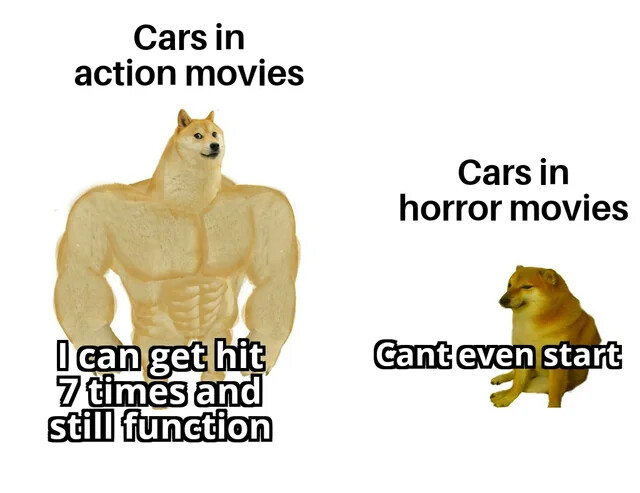 Cars in
action movies
Cars in
horror movies
I can get hit
7 times and
still function
Cant even start